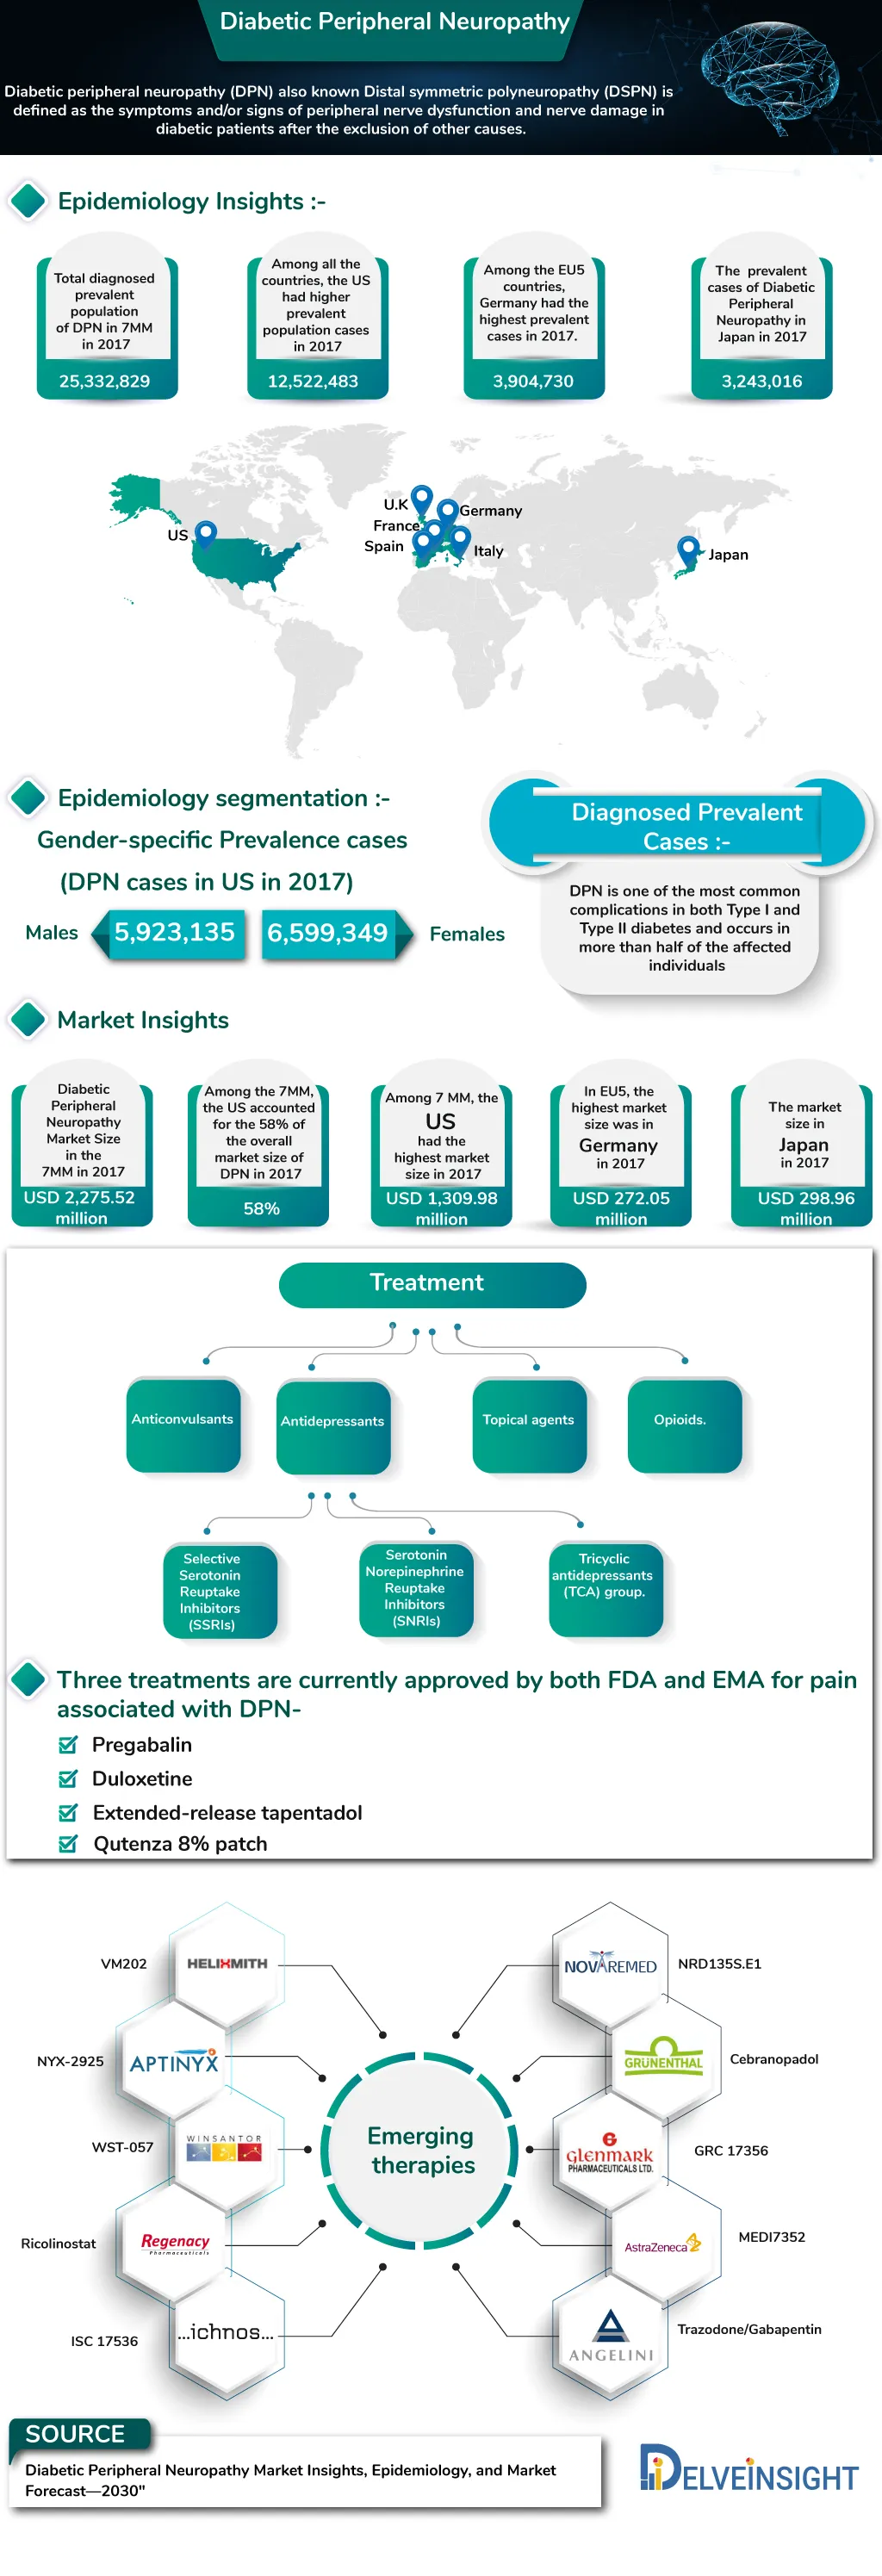 Diabetic Peripheral Neuropathy
Diabetic peripheral neuropathy (DPN) also known Distal symmetric polyneuropathy (DSPN) is
defined as the symptoms and/or signs of peripheral nerve dysfunction and nerve damage in
diabetic patients after the exclusion of other causes.
Epidemiology Insights :-
Total diagnosed
prevalent
population
of DPN in 7MM
in 2017
25,332,829
Among all the
countries, the US
had higher
prevalent
population cases
in 2017
12,522,483
Among the EU5
countries,
Germany had the
highest prevalent
cases in 2017.
3,904,730
The prevalent
cases of Diabetic
Peripheral
Neuropathy in
Japan in 2017
3,243,016
US
U.K
France
Spain
Germany
Italy
Japan
Epidemiology segmentation :-
Gender-specific Prevalence cases
(DPN cases in US in 2017)
Males
5,923,135
6,599,349
Females
Diagnosed Prevalent
Cases :-
DPN is one of the most common
complications in both Type I and
Type II diabetes and occurs in
more than half of the affected
individuals
Market Insights
Diabetic
Peripheral
Neuropathy
Market Size
in the
7MM in 2017
USD 2,275.52
million
Among the 7MM,
the US accounted
for the 58% of
the overall
market size of
DPN in 2017
58%
Among 7 MM, the
US
had the
highest market
size in 2017
USD 1,309.98
million
In EU5, the
highest market
size was in
Germany
in 2017
USD 272.05
million
The market
size in
Japan
in 2017
USD 298.96
million
Treatment
Anticonvulsants
Antidepressants
Topical agents
Opioids.
Selective
Serotonin
Reuptake
Inhibitors
(SSRIs)
Serotonin
Norepinephrine
Reuptake
Inhibitors
(SNRIs)
Tricyclic
antidepressants
(TCA) group.
Three treatments are currently approved by both FDA and EMA for pain
associated with DPN-
Pregabalin
Duloxetine
Extended-release tapentadol
Qutenza 8% patch
VM202
HELIXMITH
NOVAREMED
NRD135S.E1
NYX-2925
APTINYX
GRÜNENTHAL
Cebranopadol
WST-057
WINSANTOR
Emerging
therapies
glenmark
PHARMACEUTICALS LTD.
GRC 17356
Ricolinostat
Regenacy
Pharmaceuticals
AstraZeneca
MEDI7352
ISC 17536
...ichnos...
ANGELINI
Trazodone/Gabapentin
SOURCE
Diabetic Peripheral Neuropathy Market Insights, Epidemiology, and Market
Forecast—2030"
DELVEINSIGHT